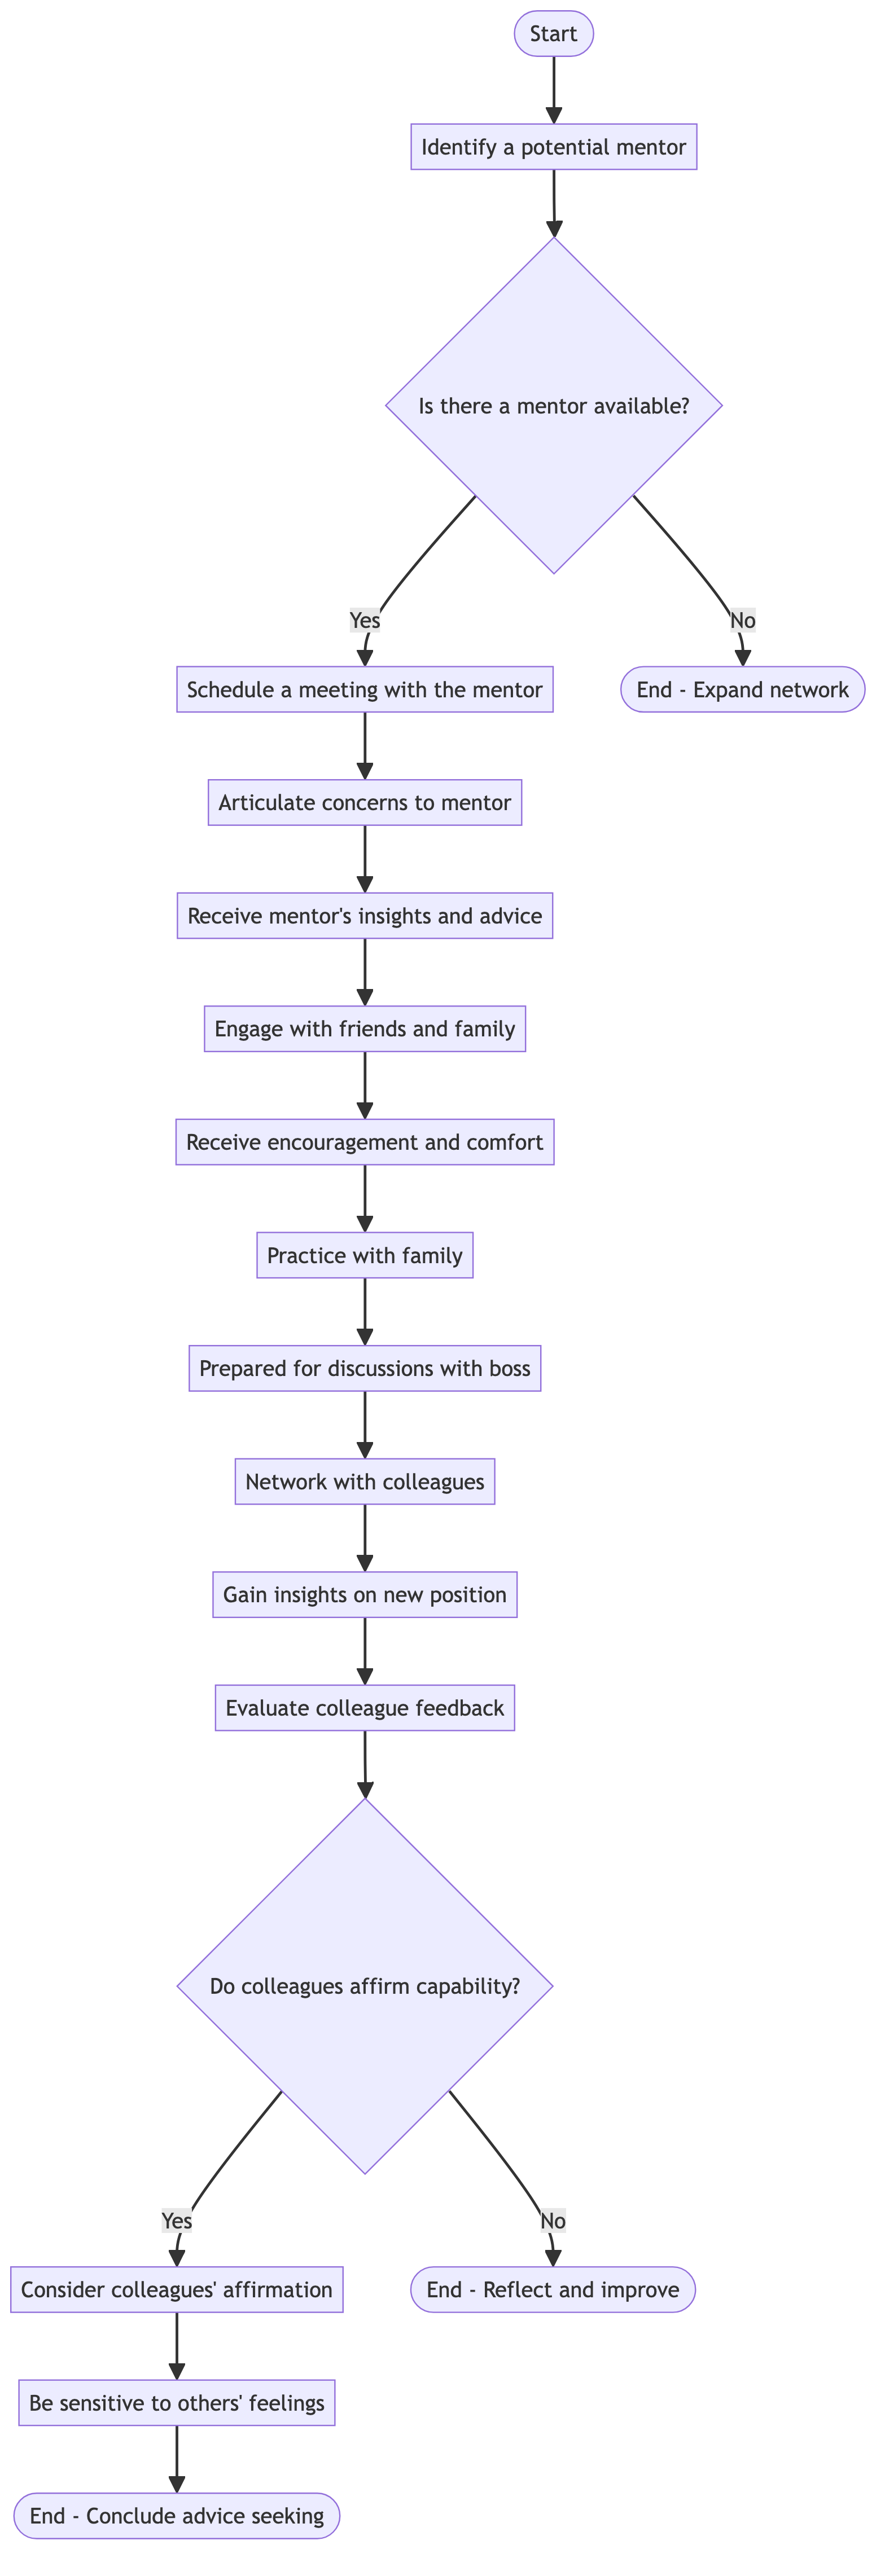 Start
Identify a potential mentor
Is there a mentor available?
Yes
No
Schedule a meeting with the mentor
End - Expand network
Articulate concerns to mentor
Receive mentor's insights and advice
Engage with friends and family
Receive encouragement and comfort
Practice with family
Prepared for discussions with boss
Network with colleagues
Gain insights on new position
Evaluate colleague feedback
Do colleagues affirm capability?
Yes
No
Consider colleagues' affirmation
End - Reflect and improve
Be sensitive to others' feelings
End - Conclude advice seeking